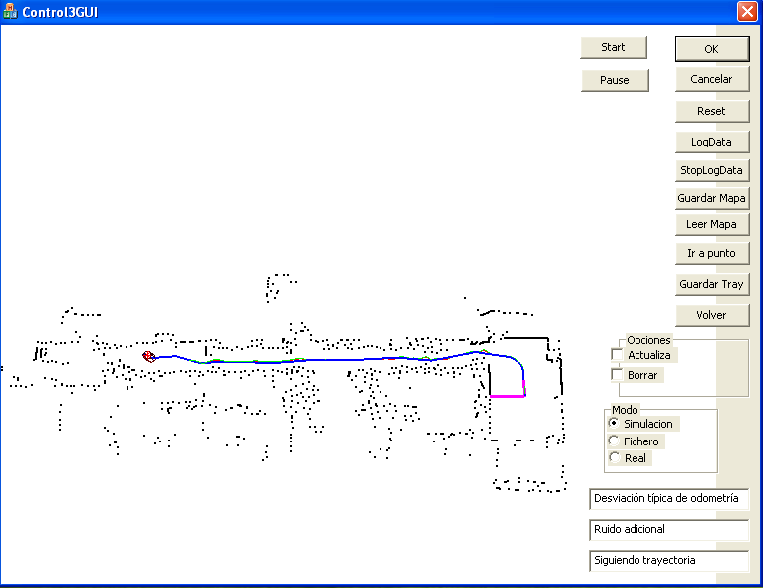 Control3GUI
Start
OK
Pause
Cancelar
Reset
LogData
StopLogData
Guardar Mapa
Leer Mapa
Ir a punto
Guardar Tray
Volver
Opciones
Actualiza
Borrar
Modo
Simulacion
Fichero
Real
Desviación típica de odometría
Ruido adicional
Siguiendo trayectoria